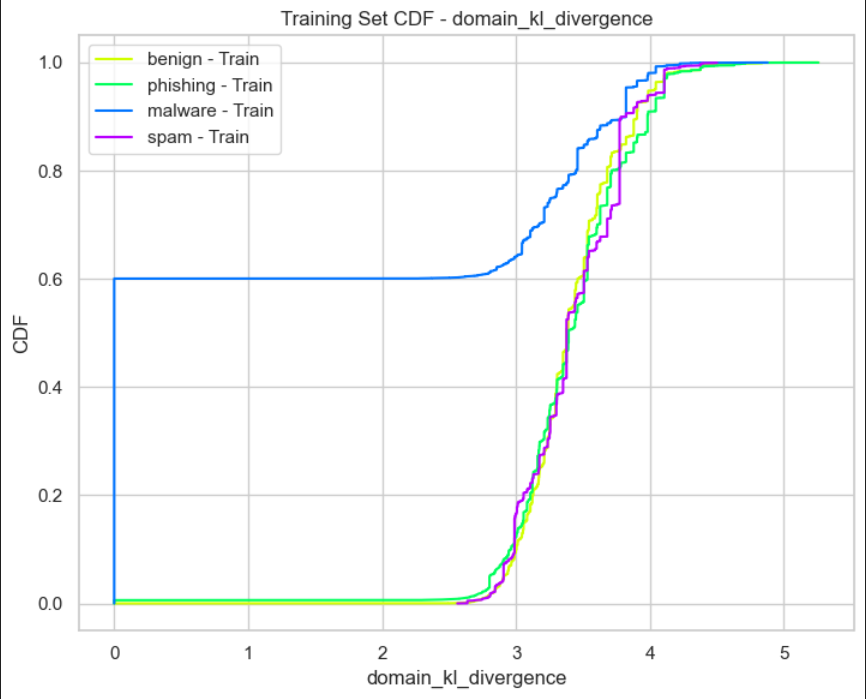 Training Set CDF - domain_kl_divergence
benign - Train
phishing - Train
malware - Train
spam - Train
1.0
0.8
0.6
0.4
0.2
0.0
CDF
0 1 2 3 4 5
domain_kl_divergence